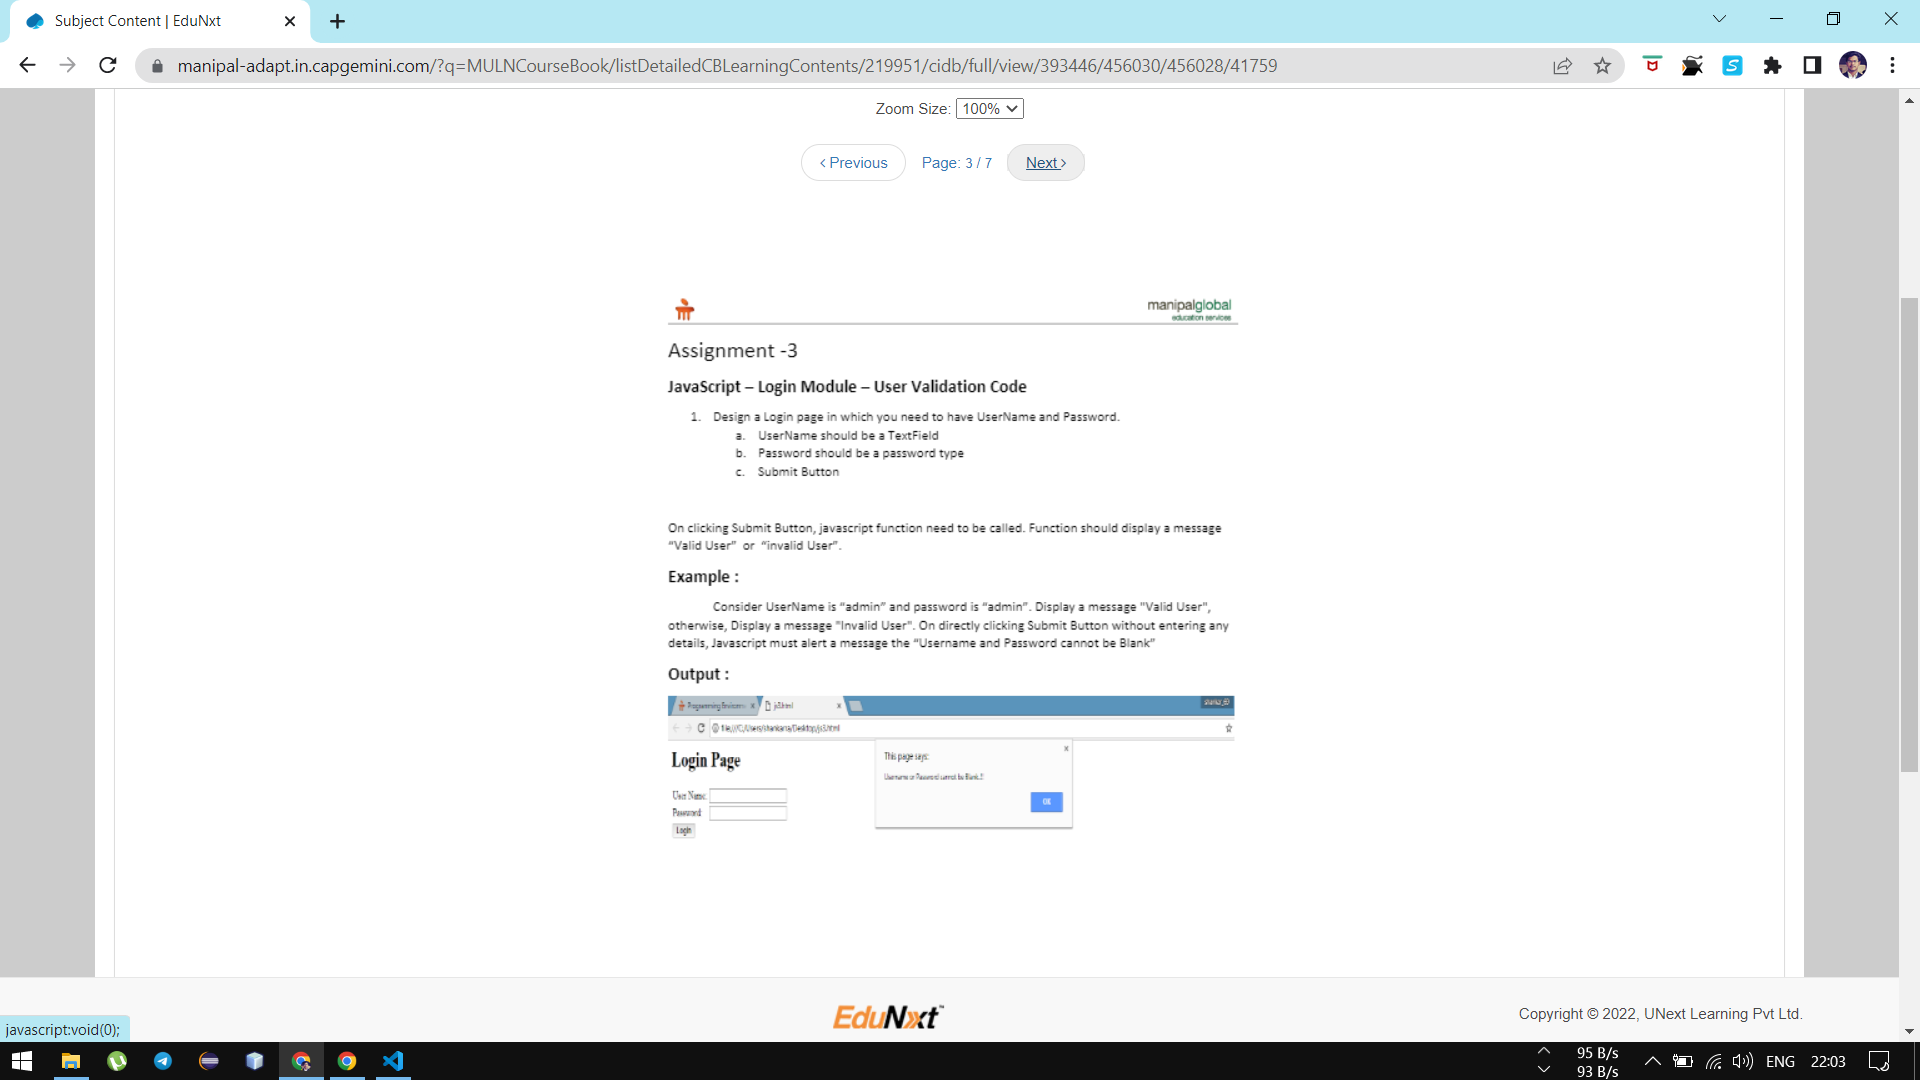 Subject Content | EduNxt
manipal-adapt.in.capgemini.com/?q=MULNCourseBook/listDetailedCBLearningContents/219951/cidb/full/view/393446/456030/456028/41759
Zoom Size: 100%
‹ Previous Page: 3 / 7 Next ›
manipalglobal
education services
Assignment -3
JavaScript – Login Module – User Validation Code
1. Design a Login page in which you need to have UserName and Password.
a. UserName should be a TextField
b. Password should be a password type
c. Submit Button
On clicking Submit Button, javascript function need to be called. Function should display a message
“Valid User” or “invalid User”.
Example :
Consider UserName is “admin” and password is “admin”. Display a message "Valid User",
otherwise, Display a message "Invalid User". On directly clicking Submit Button without entering any
details, Javascript must alert a message the “Username and Password cannot be Blank”
Output :
js3.html
file:///C:/Users/shankarra/Desktop/js3.html
Login Page
This page says:
Username or Password cannot be Blank.!!
OK
User Name:
Password:
Login
EduNxt™
Copyright © 2022, UNext Learning Pvt Ltd.
javascript:void(0);
95 B/s
93 B/s
ENG 22:03